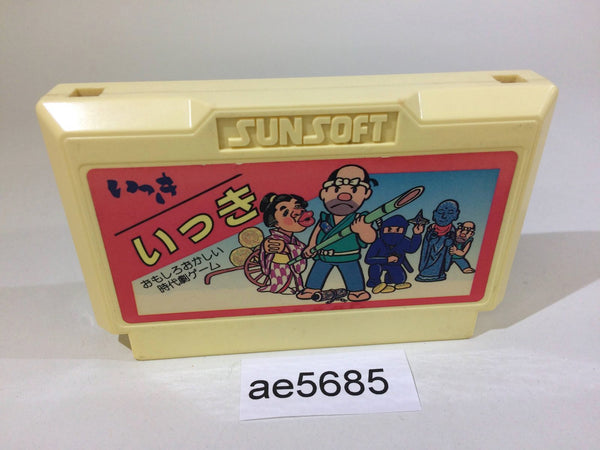 SUNSOFT
いっき
いっき
おもしろおかしい
時代劇ゲーム
ae5685